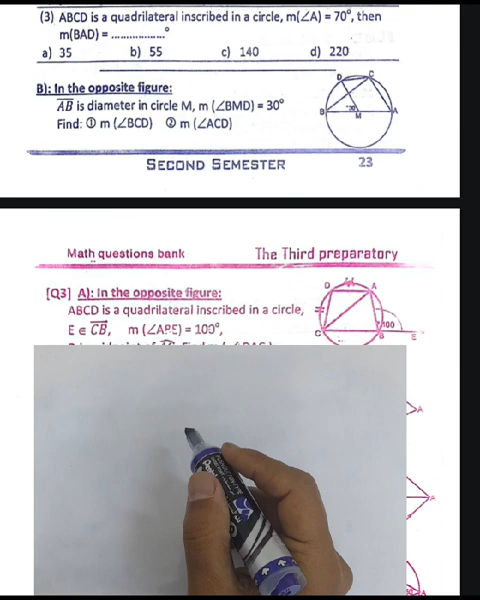 (3) ABCD is a quadrilateral inscribed in a circle, m(∠A) = 70°, then
m(BAD) = ..................°
a) 35 b) 55 c) 140 d) 220
B): In the opposite figure:
AB is diameter in circle M, m (∠BMD) = 30°
Find: ① m (∠BCD) ② m (∠ACD)
D C
B 30 M A
SECOND SEMESTER 23
Math questions bank The Third preparatory
[Q3] A): In the opposite figure:
ABCD is a quadrilateral inscribed in a circle,
E ∈ CB, m (∠APE) = 100°,
D A
C B E
100
A
A
A